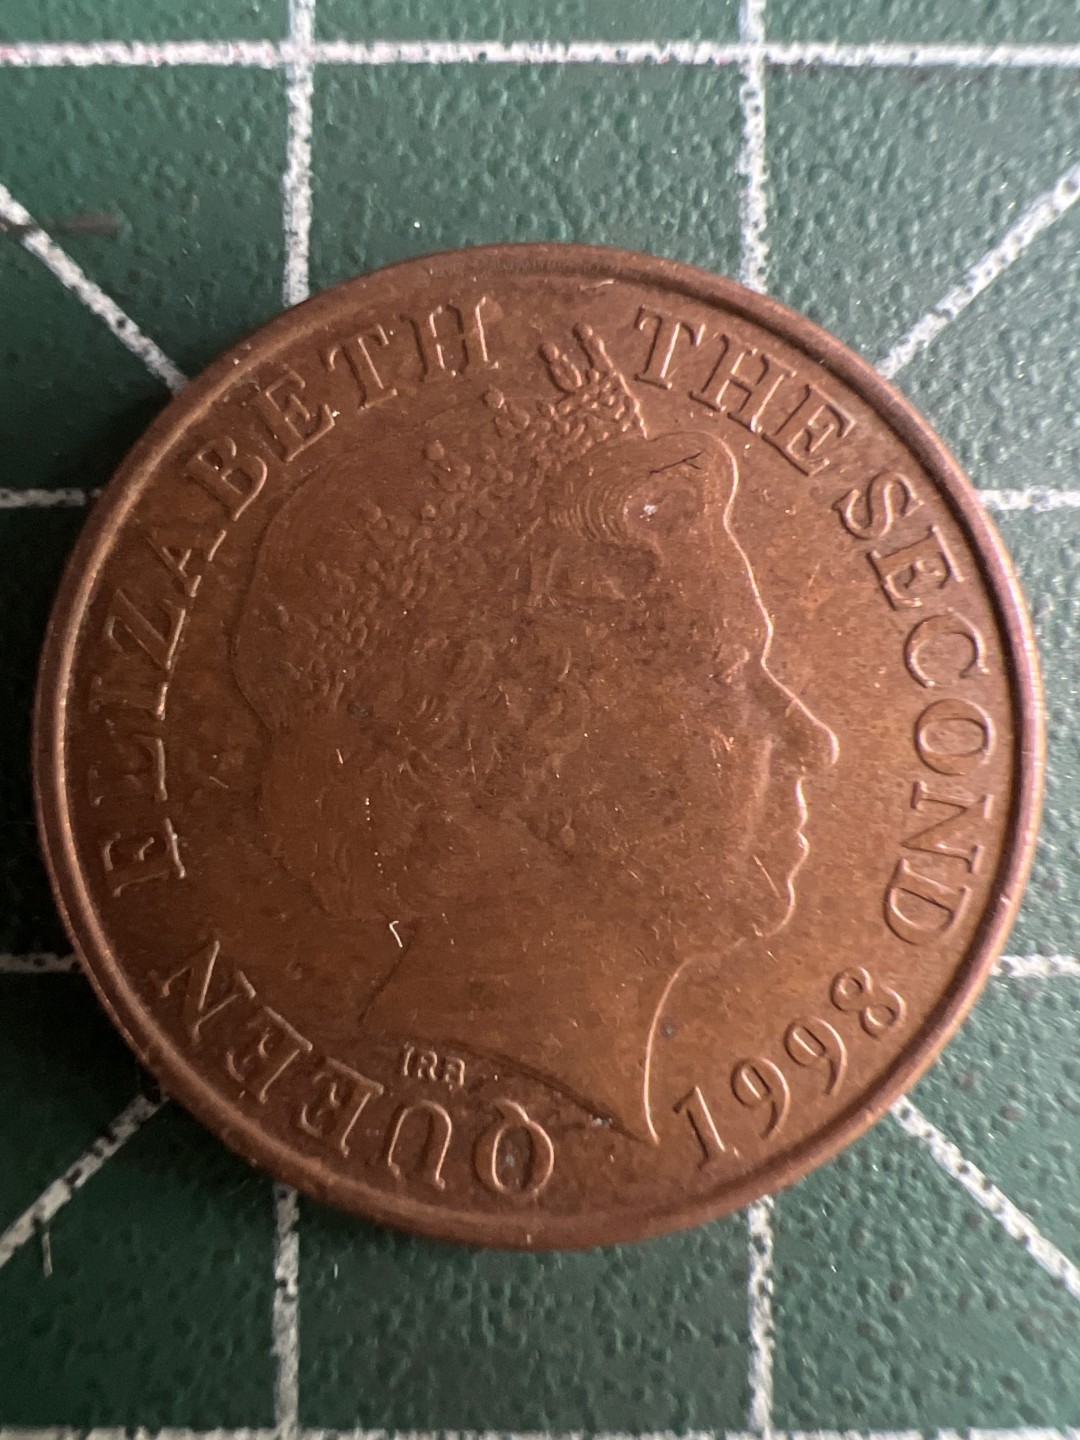 QUEEN ELIZABETH THE SECOND 1998
IRB